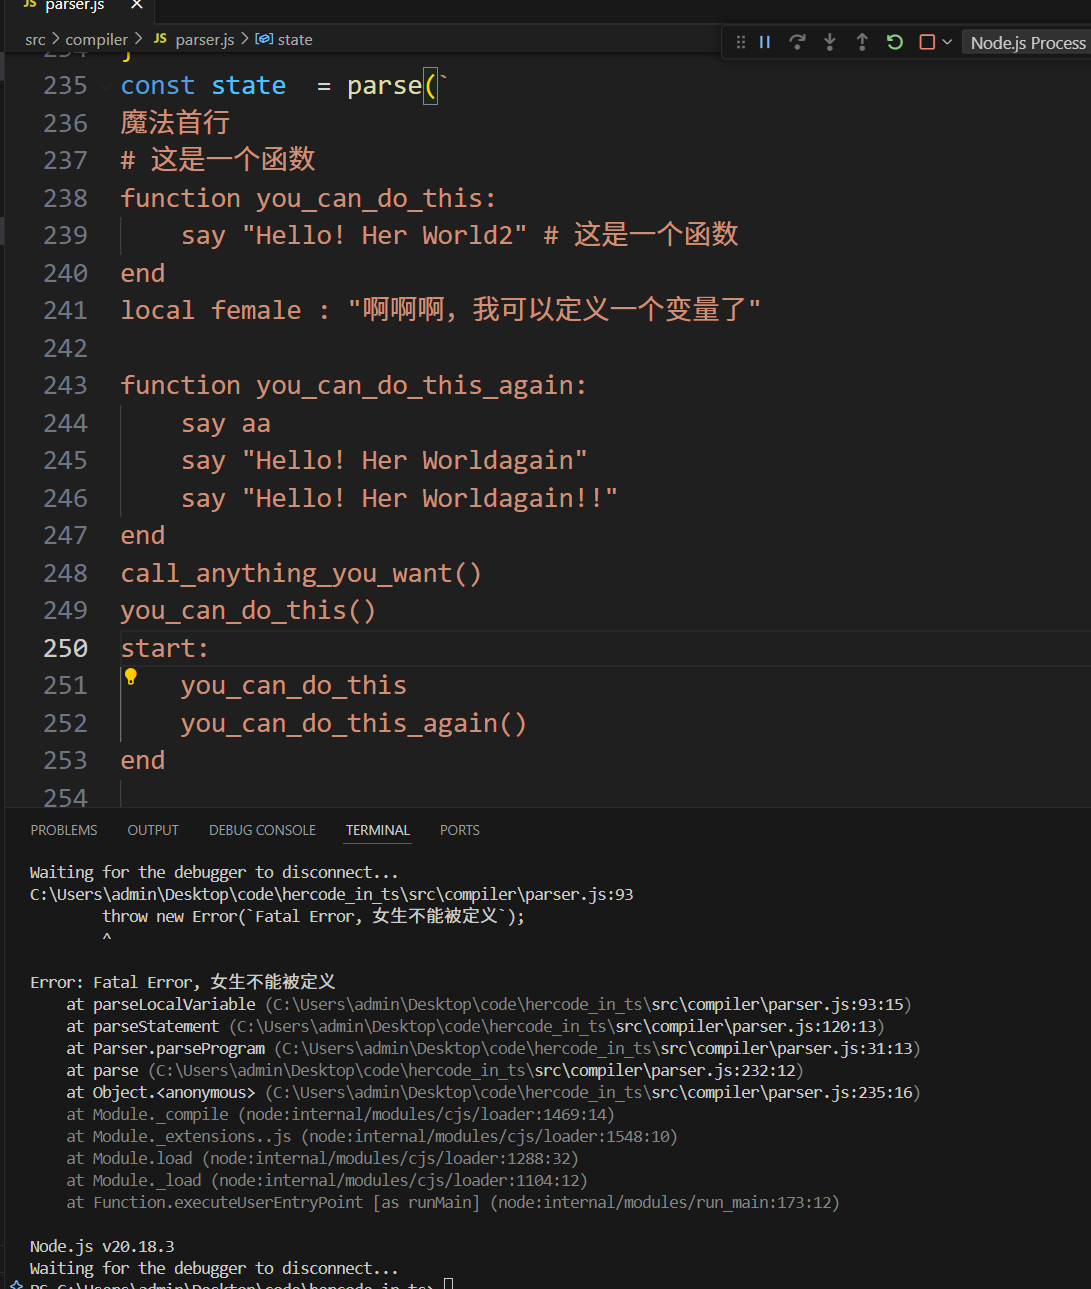 JS parser.js ×
src > compiler > JS parser.js > state
Node.js Process
234 }
235 const state  = parse(`
236 魔法首行
237 # 这是一个函数
238 function you_can_do_this:
239     say "Hello! Her World2" # 这是一个函数
240 end
241 local female : "啊啊啊，我可以定义一个变量了"
242
243 function you_can_do_this_again:
244     say aa
245     say "Hello! Her Worldagain"
246     say "Hello! Her Worldagain!!"
247 end
248 call_anything_you_want()
249 you_can_do_this()
250 start:
251     you_can_do_this
252     you_can_do_this_again()
253 end
254
PROBLEMS OUTPUT DEBUG CONSOLE TERMINAL PORTS
Waiting for the debugger to disconnect...
C:\Users\admin\Desktop\code\hercode_in_ts\src\compiler\parser.js:93
        throw new Error(`Fatal Error, 女生不能被定义`);
        ^
Error: Fatal Error, 女生不能被定义
    at parseLocalVariable (C:\Users\admin\Desktop\code\hercode_in_ts\src\compiler\parser.js:93:15)
    at parseStatement (C:\Users\admin\Desktop\code\hercode_in_ts\src\compiler\parser.js:120:13)
    at Parser.parseProgram (C:\Users\admin\Desktop\code\hercode_in_ts\src\compiler\parser.js:31:13)
    at parse (C:\Users\admin\Desktop\code\hercode_in_ts\src\compiler\parser.js:232:12)
    at Object.<anonymous> (C:\Users\admin\Desktop\code\hercode_in_ts\src\compiler\parser.js:235:16)
    at Module._compile (node:internal/modules/cjs/loader:1469:14)
    at Module._extensions..js (node:internal/modules/cjs/loader:1548:10)
    at Module.load (node:internal/modules/cjs/loader:1288:32)
    at Module._load (node:internal/modules/cjs/loader:1104:12)
    at Function.executeUserEntryPoint [as runMain] (node:internal/modules/run_main:173:12)
Node.js v20.18.3
Waiting for the debugger to disconnect...
PS C:\Users\admin\Desktop\code\hercode_in_ts>